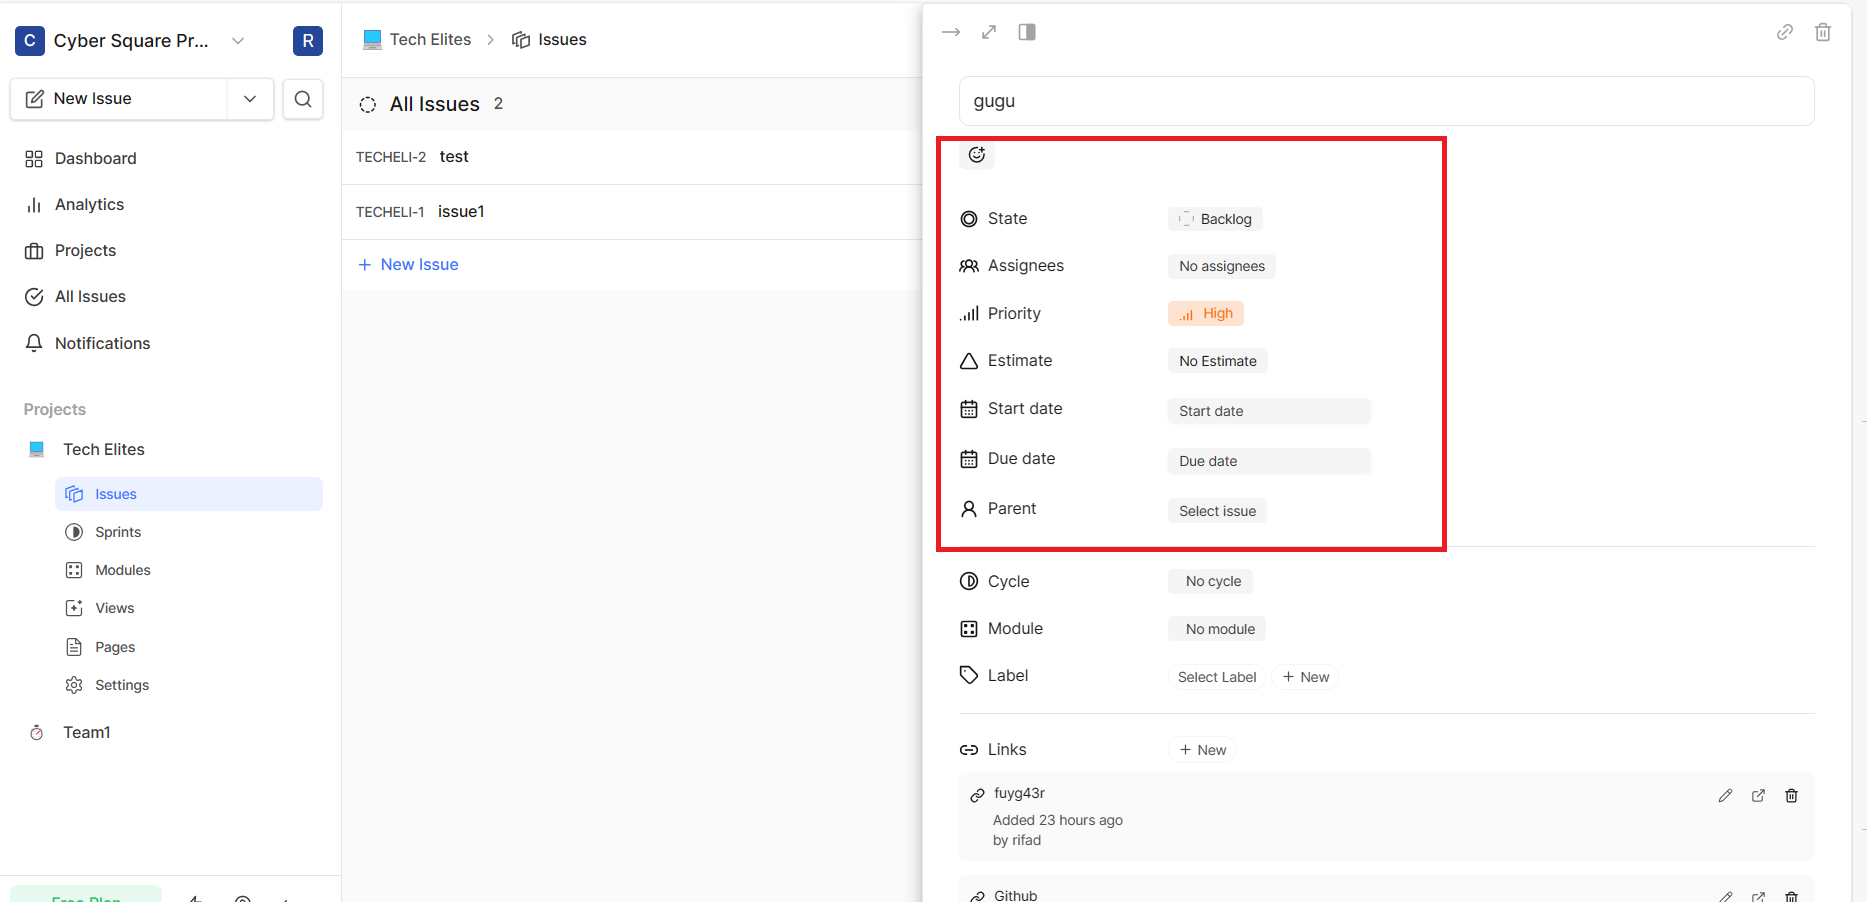 C Cyber Square Pr... R
New Issue
Dashboard
Analytics
Projects
All Issues
Notifications
Projects
Tech Elites
Issues
Sprints
Modules
Views
Pages
Settings
Team1
Free Plan
Tech Elites > Issues
All Issues 2
TECHELI-2 test
TECHELI-1 issue1
+ New Issue
gugu
State Backlog
Assignees No assignees
Priority High
Estimate No Estimate
Start date Start date
Due date Due date
Parent Select issue
Cycle No cycle
Module No module
Label Select Label + New
Links + New
fuyg43r
Added 23 hours ago
by rifad
Github